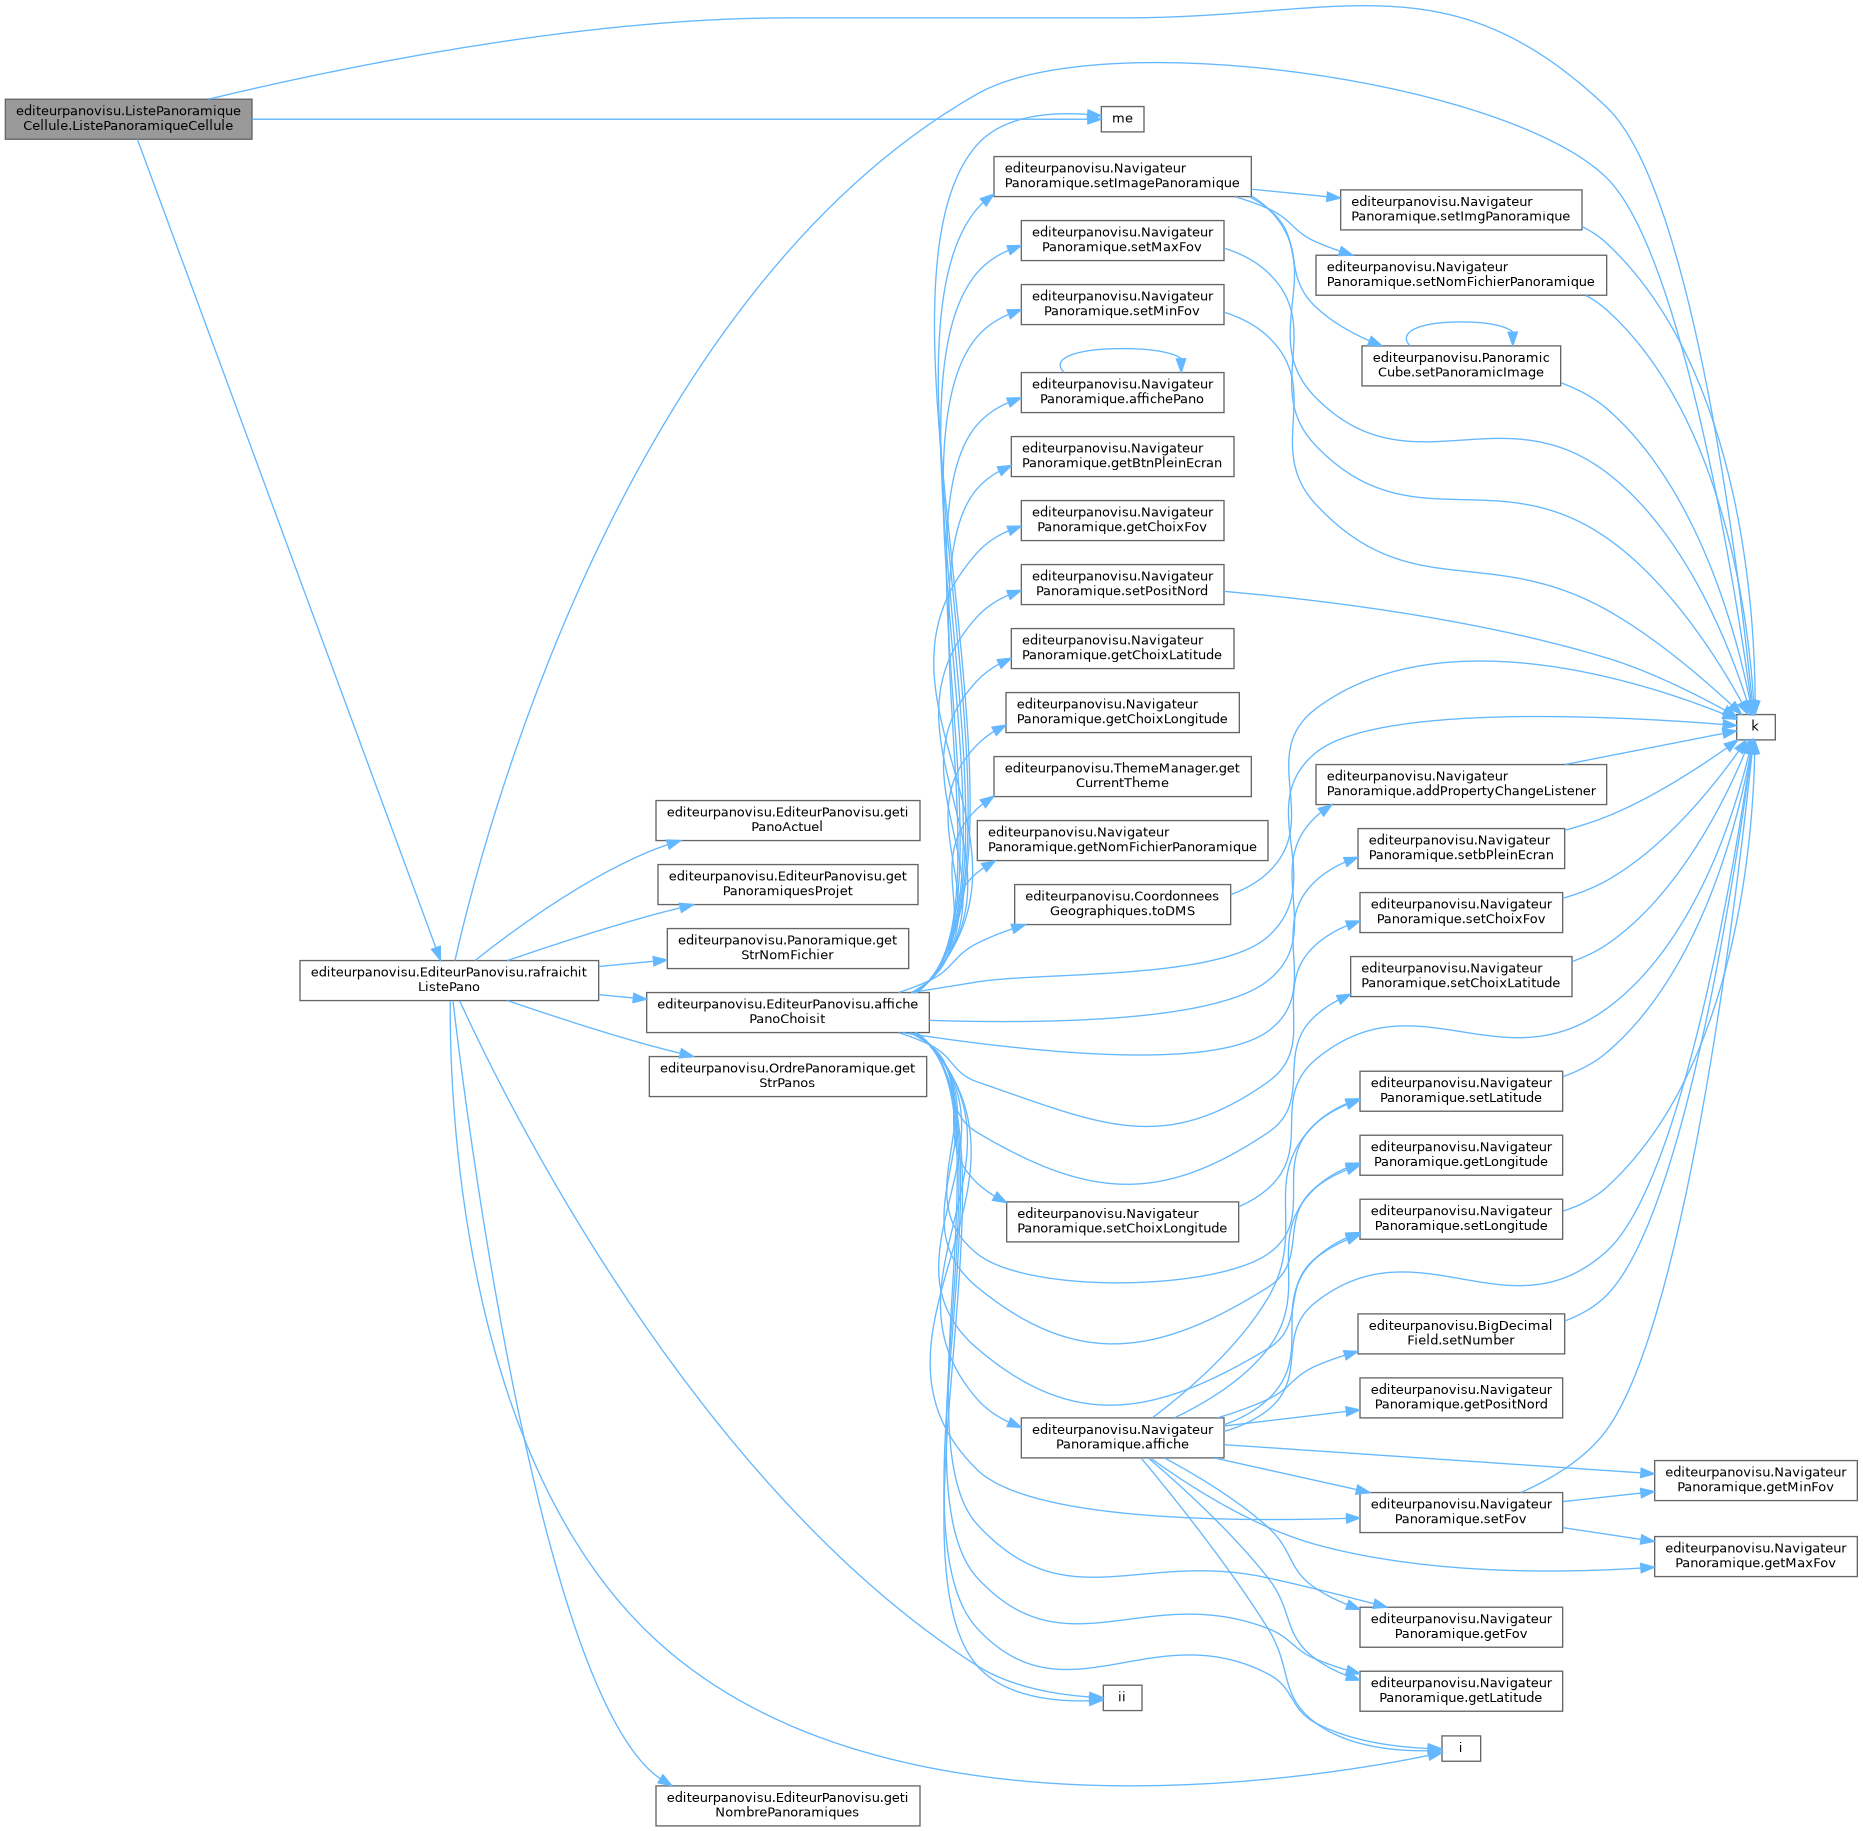 editeurpanovisu.ListePanoramique
Cellule.ListePanoramiqueCellule
me
editeurpanovisu.Navigateur
Panoramique.setImagePanoramique
editeurpanovisu.Navigateur
Panoramique.setImgPanoramique
editeurpanovisu.Navigateur
Panoramique.setMaxFov
editeurpanovisu.Navigateur
Panoramique.setNomFichierPanoramique
editeurpanovisu.Navigateur
Panoramique.setMinFov
editeurpanovisu.Panoramic
Cube.setPanoramicImage
editeurpanovisu.Navigateur
Panoramique.affichePano
editeurpanovisu.Navigateur
Panoramique.getBtnPleinEcran
editeurpanovisu.Navigateur
Panoramique.getChoixFov
editeurpanovisu.Navigateur
Panoramique.setPositNord
editeurpanovisu.Navigateur
Panoramique.getChoixLatitude
editeurpanovisu.Navigateur
Panoramique.getChoixLongitude
k
editeurpanovisu.ThemeManager.get
CurrentTheme
editeurpanovisu.Navigateur
Panoramique.addPropertyChangeListener
editeurpanovisu.EditeurPanovisu.geti
PanoActuel
editeurpanovisu.Navigateur
Panoramique.getNomFichierPanoramique
editeurpanovisu.Navigateur
Panoramique.setbPleinEcran
editeurpanovisu.EditeurPanovisu.get
PanoramiquesProjet
editeurpanovisu.Coordonnees
Geographiques.toDMS
editeurpanovisu.Navigateur
Panoramique.setChoixFov
editeurpanovisu.Panoramique.get
StrNomFichier
editeurpanovisu.EditeurPanovisu.rafraichit
ListePano
editeurpanovisu.Navigateur
Panoramique.setChoixLatitude
editeurpanovisu.EditeurPanovisu.affiche
PanoChoisit
editeurpanovisu.OrdrePanoramique.get
StrPanos
editeurpanovisu.Navigateur
Panoramique.setLatitude
editeurpanovisu.Navigateur
Panoramique.getLongitude
editeurpanovisu.Navigateur
Panoramique.setChoixLongitude
editeurpanovisu.Navigateur
Panoramique.setLongitude
editeurpanovisu.BigDecimal
Field.setNumber
editeurpanovisu.Navigateur
Panoramique.getPositNord
editeurpanovisu.Navigateur
Panoramique.affiche
editeurpanovisu.Navigateur
Panoramique.getMinFov
editeurpanovisu.Navigateur
Panoramique.setFov
editeurpanovisu.Navigateur
Panoramique.getMaxFov
editeurpanovisu.Navigateur
Panoramique.getFov
editeurpanovisu.Navigateur
Panoramique.getLatitude
ii
i
editeurpanovisu.EditeurPanovisu.geti
NombrePanoramiques